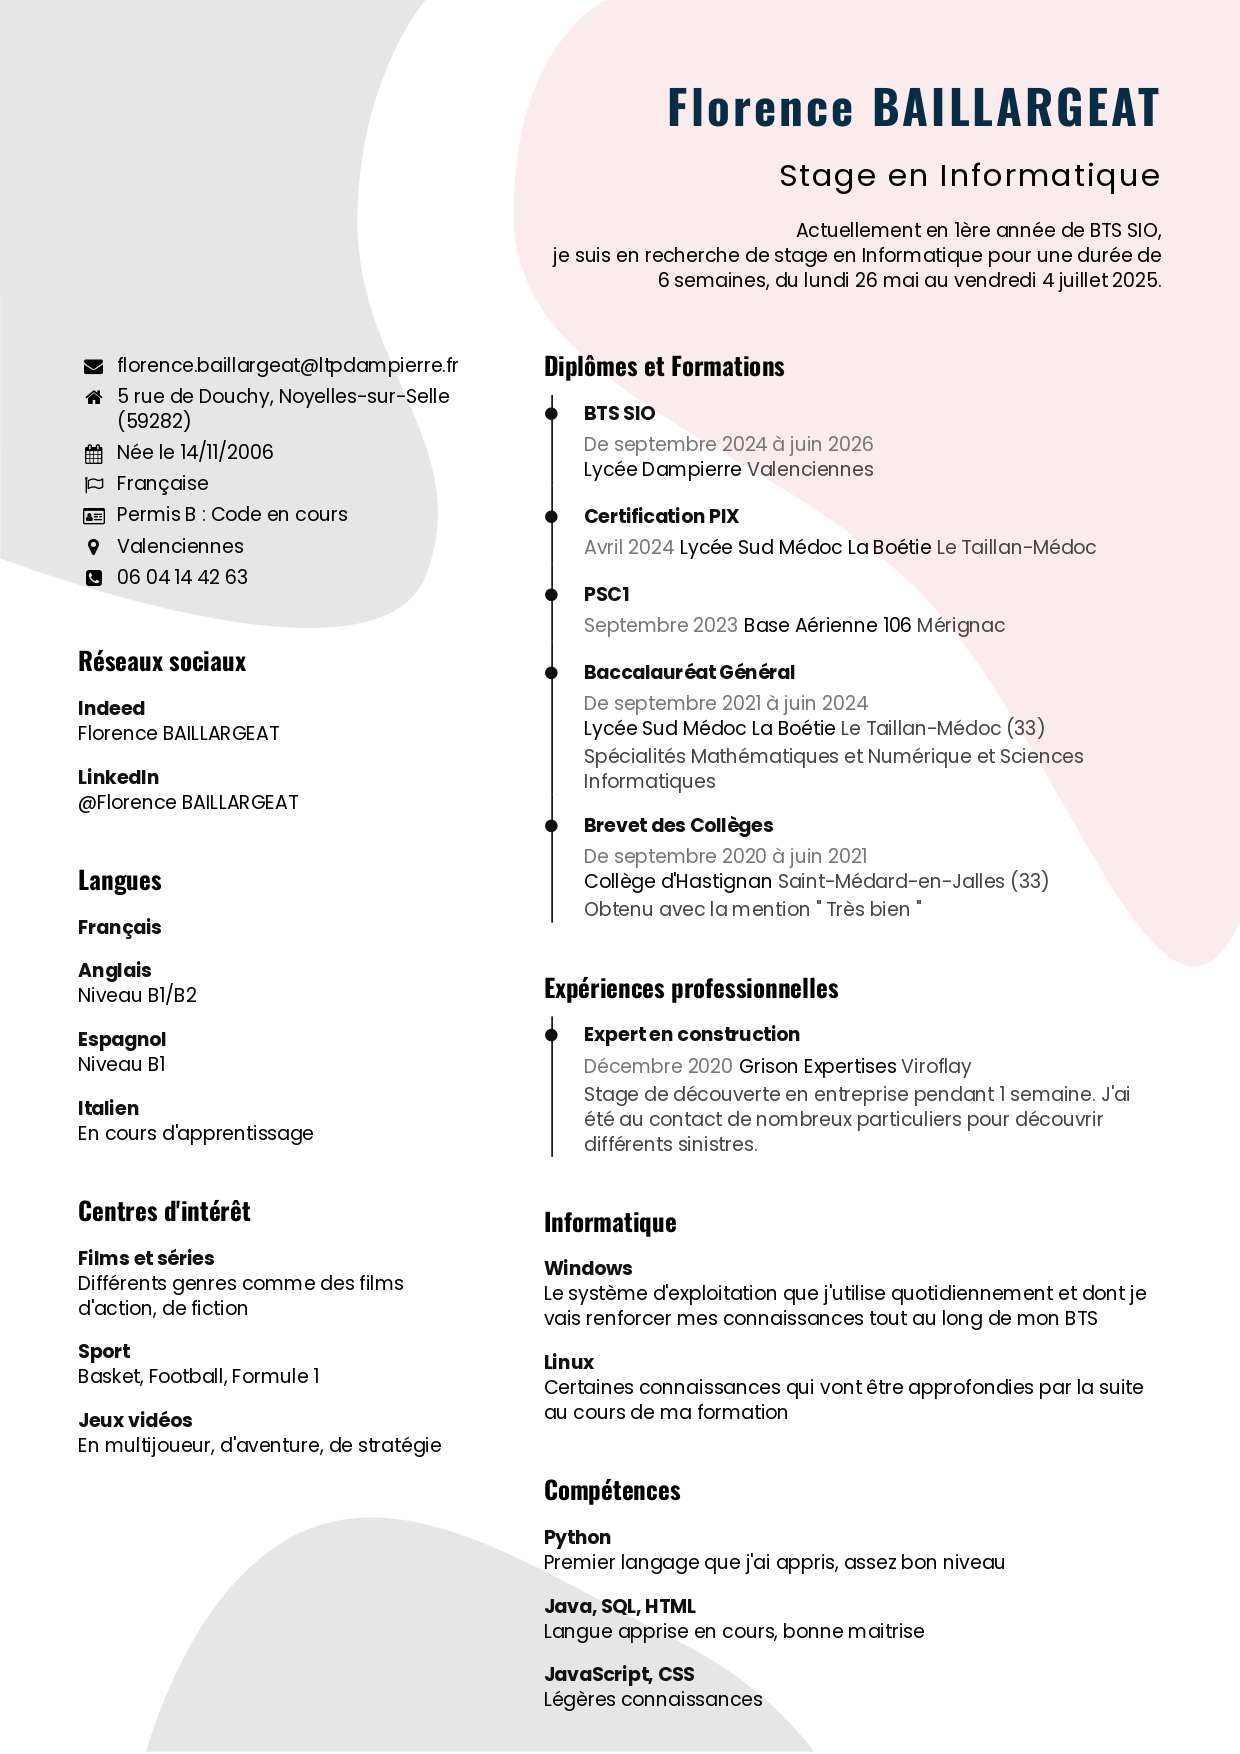 Florence BAILLARGEAT
Stage en Informatique
Actuellement en 1ère année de BTS SIO,
je suis en recherche de stage en Informatique pour une durée de
6 semaines, du lundi 26 mai au vendredi 4 juillet 2025.
florence.baillargeat@ltpdampierre.fr
5 rue de Douchy, Noyelles-sur-Selle
(59282)
Née le 14/11/2006
Française
Permis B : Code en cours
Valenciennes
06 04 14 42 63
Réseaux sociaux
Indeed
Florence BAILLARGEAT
LinkedIn
@Florence BAILLARGEAT
Langues
Français
Anglais
Niveau B1/B2
Espagnol
Niveau B1
Italien
En cours d'apprentissage
Centres d'intérêt
Films et séries
Différents genres comme des films
d'action, de fiction
Sport
Basket, Football, Formule 1
Jeux vidéos
En multijoueur, d'aventure, de stratégie
Diplômes et Formations
BTS SIO
De septembre 2024 à juin 2026
Lycée Dampierre Valenciennes
Certification PIX
Avril 2024 Lycée Sud Médoc La Boétie Le Taillan-Médoc
PSC1
Septembre 2023 Base Aérienne 106 Mérignac
Baccalauréat Général
De septembre 2021 à juin 2024
Lycée Sud Médoc La Boétie Le Taillan-Médoc (33)
Spécialités Mathématiques et Numérique et Sciences
Informatiques
Brevet des Collèges
De septembre 2020 à juin 2021
Collège d'Hastignan Saint-Médard-en-Jalles (33)
Obtenu avec la mention " Très bien "
Expériences professionnelles
Expert en construction
Décembre 2020 Grison Expertises Viroflay
Stage de découverte en entreprise pendant 1 semaine. J'ai
été au contact de nombreux particuliers pour découvrir
différents sinistres.
Informatique
Windows
Le système d'exploitation que j'utilise quotidiennement et dont je
vais renforcer mes connaissances tout au long de mon BTS
Linux
Certaines connaissances qui vont être approfondies par la suite
au cours de ma formation
Compétences
Python
Premier langage que j'ai appris, assez bon niveau
Java, SQL, HTML
Langue apprise en cours, bonne maitrise
JavaScript, CSS
Légères connaissances